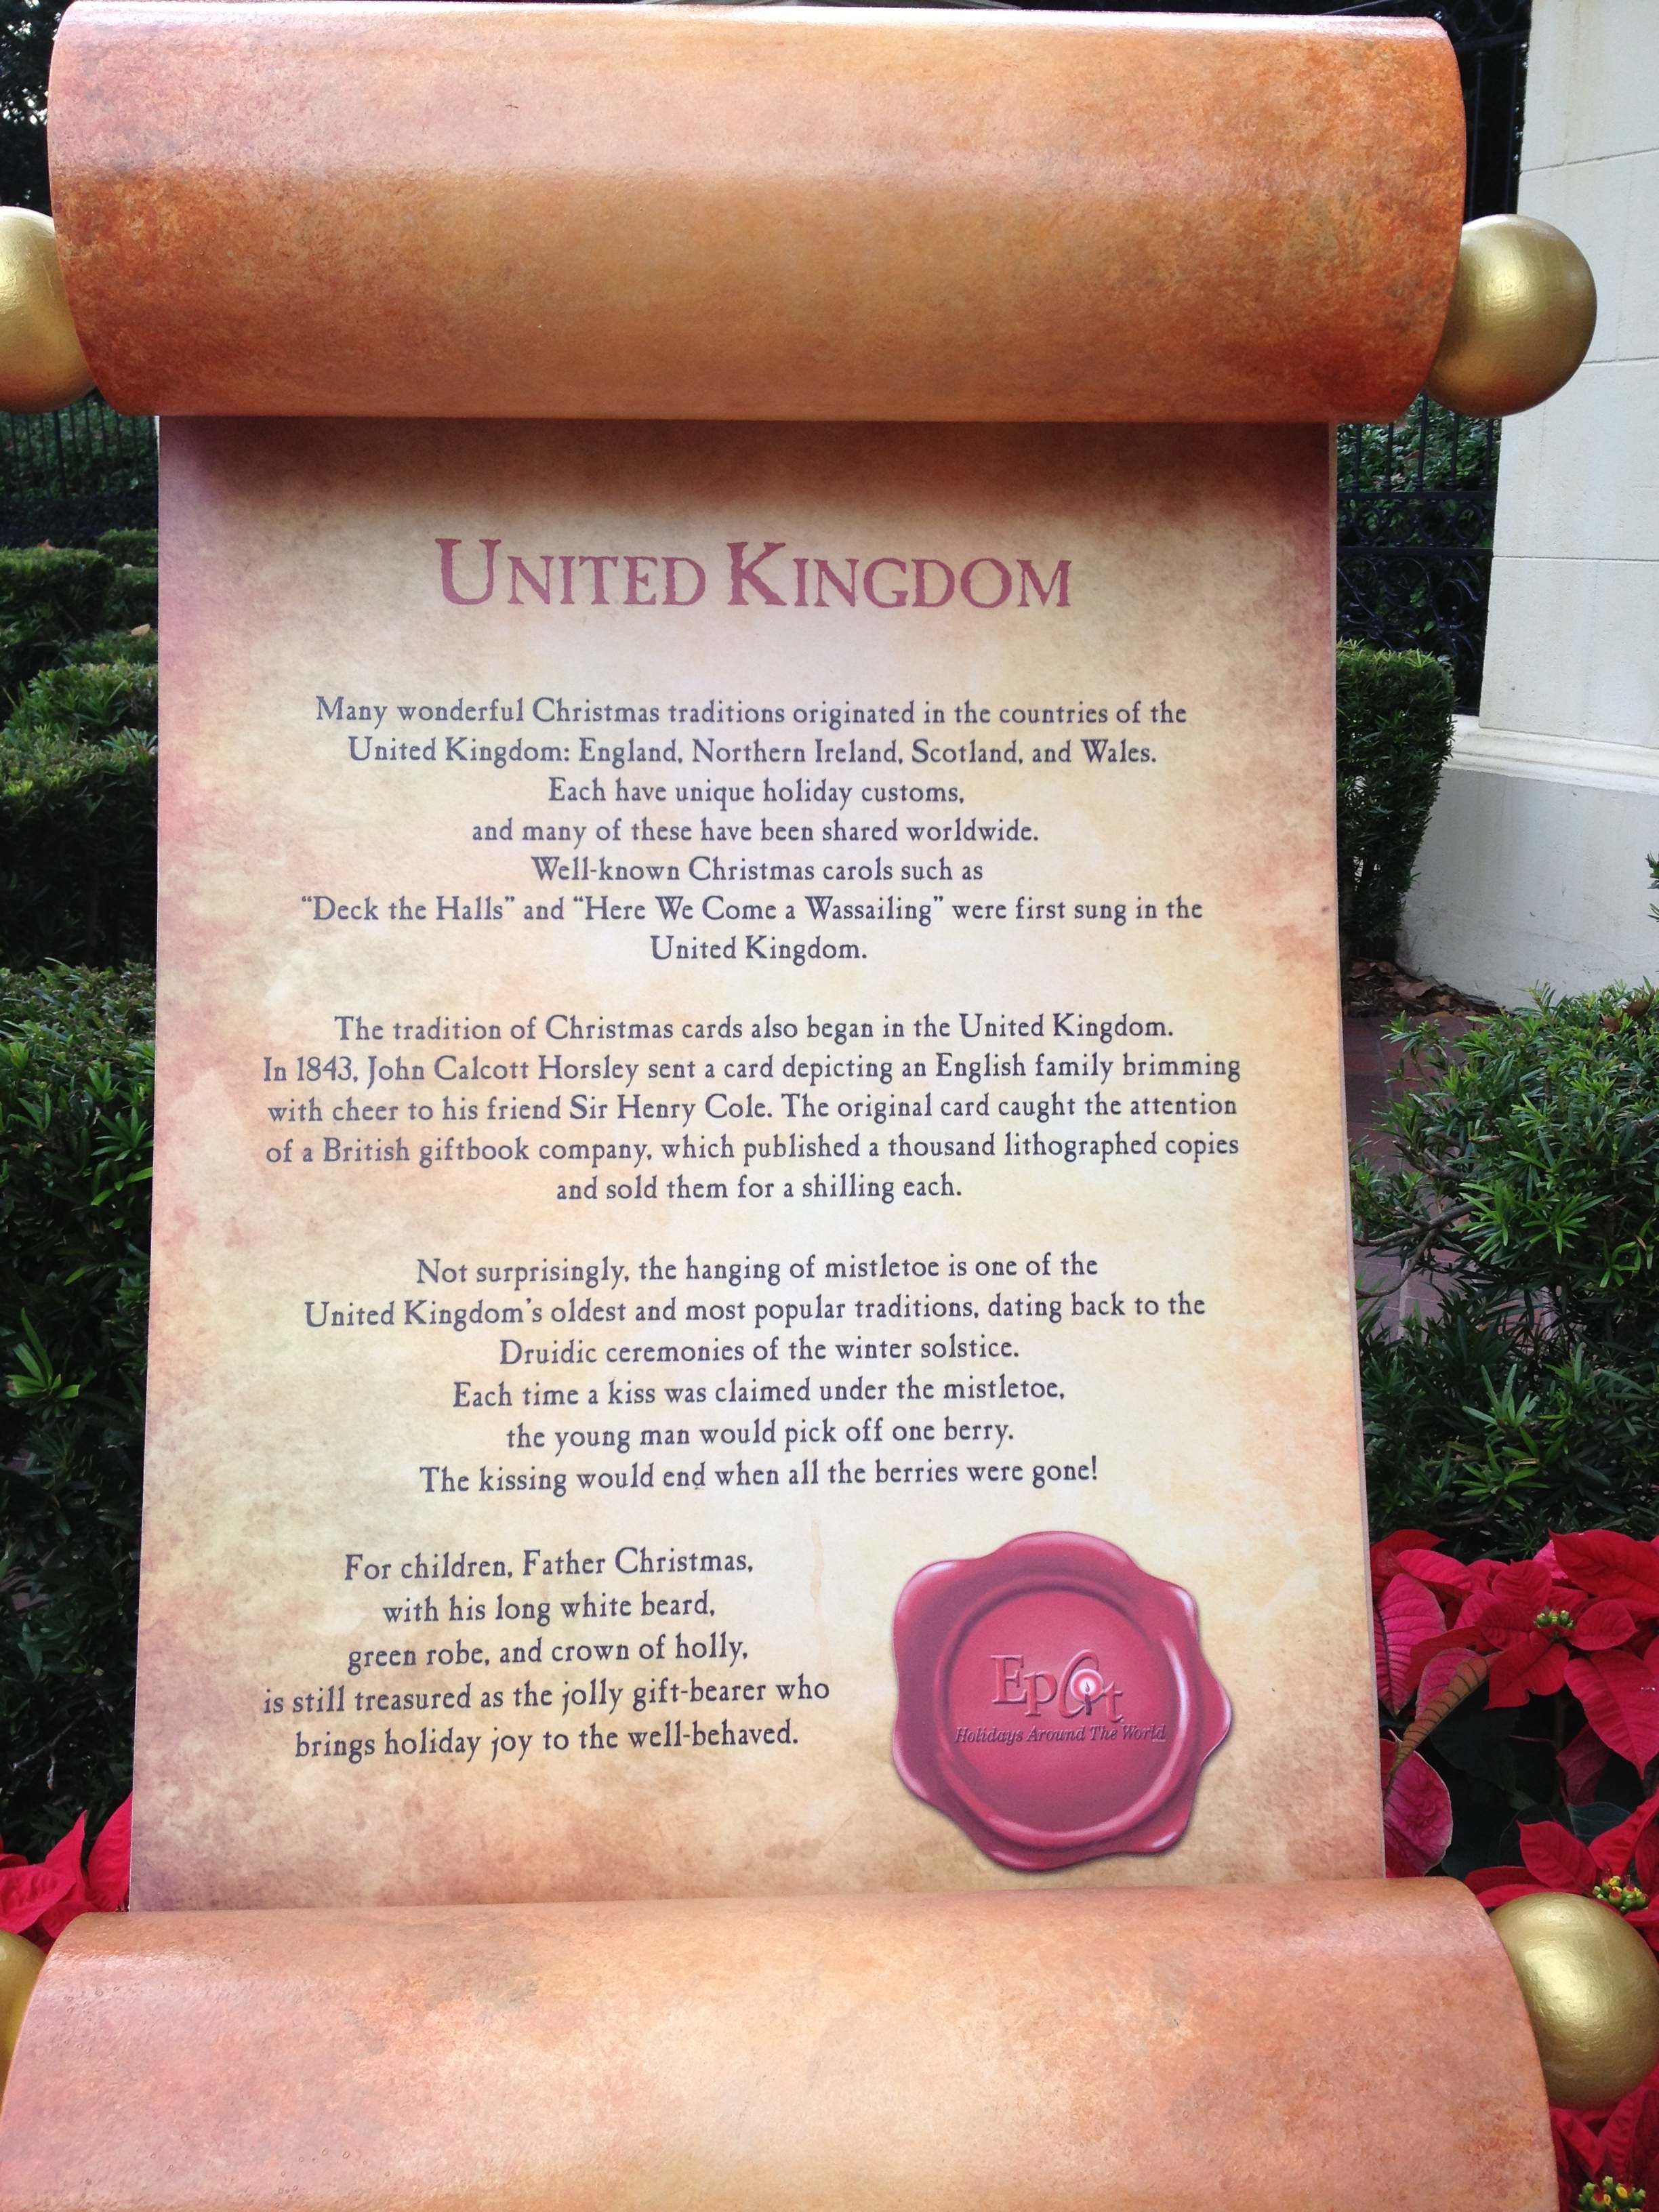 UNITED KINGDOM
Many wonderful Christmas traditions originated in the countries of the
United Kingdom: England, Northern Ireland, Scotland, and Wales.
Each have unique holiday customs,
and many of these have been shared worldwide.
Well-known Christmas carols such as
“Deck the Halls” and “Here We Come a Wassailing” were first sung in the
United Kingdom.
The tradition of Christmas cards also began in the United Kingdom.
In 1843, John Calcott Horsley sent a card depicting an English family brimming
with cheer to his friend Sir Henry Cole. The original card caught the attention
of a British giftbook company, which published a thousand lithographed copies
and sold them for a shilling each.
Not surprisingly, the hanging of mistletoe is one of the
United Kingdom’s oldest and most popular traditions, dating back to the
Druidic ceremonies of the winter solstice.
Each time a kiss was claimed under the mistletoe,
the young man would pick off one berry.
The kissing would end when all the berries were gone!
For children, Father Christmas,
with his long white beard,
green robe, and crown of holly,
is still treasured as the jolly gift-bearer who
brings holiday joy to the well-behaved.
Epcot
Holidays Around The World